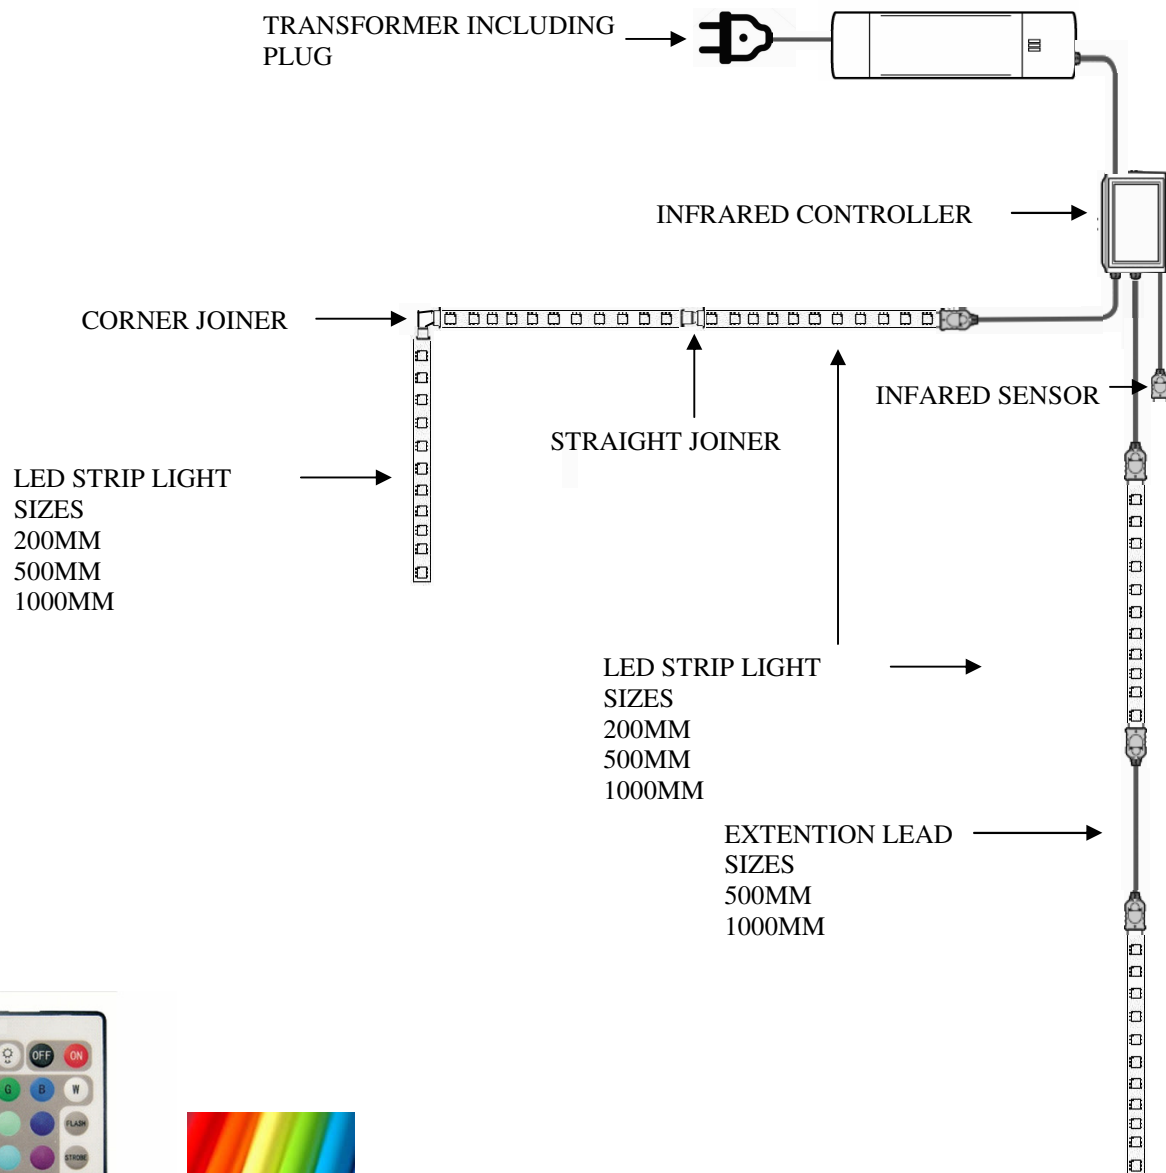 TRANSFORMER INCLUDING
PLUG
INFRARED CONTROLLER
CORNER JOINER
INFARED SENSOR
STRAIGHT JOINER
LED STRIP LIGHT
SIZES
200MM
500MM
1000MM
LED STRIP LIGHT
SIZES
200MM
500MM
1000MM
EXTENTION LEAD
SIZES
500MM
1000MM
OFF ON
G B W
FLASH
STROBE